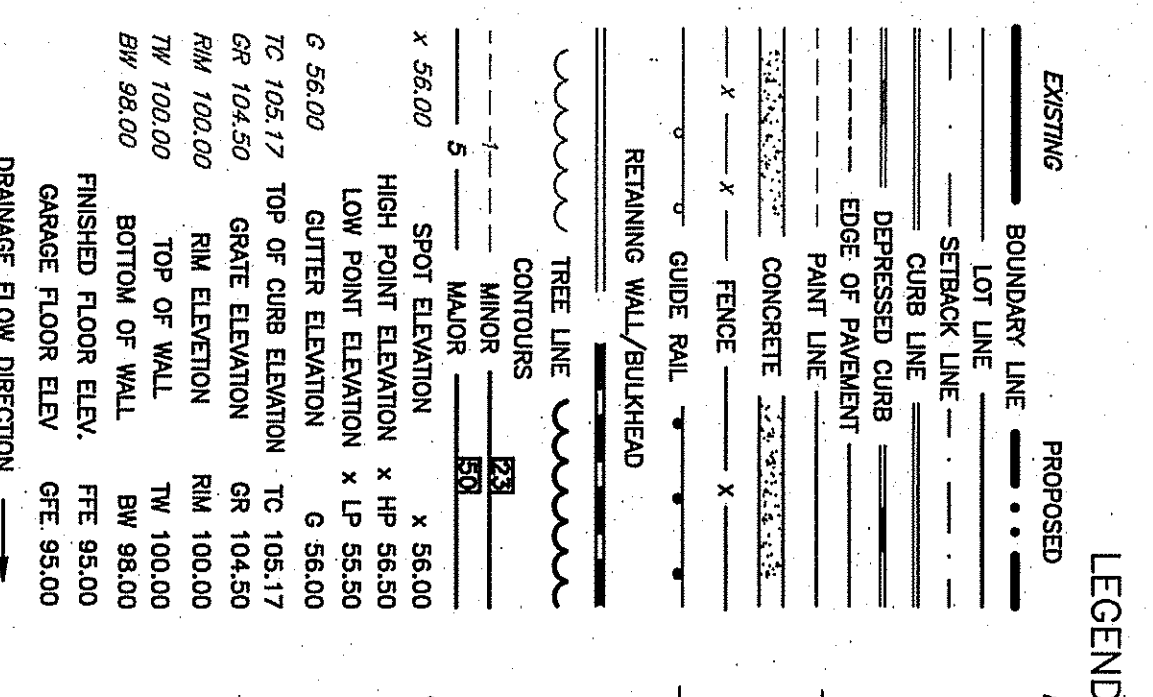 LEGEND
EXISTING PROPOSED
BOUNDARY LINE
LOT LINE
SETBACK LINE
CURB LINE
DEPRESSED CURB
EDGE OF PAVEMENT
PAINT LINE
CONCRETE
X X FENCE X
GUIDE RAIL
RETAINING WALL/BULKHEAD
TREE LINE
CONTOURS
1 MINOR 23
5 MAJOR 50
x 56.00 SPOT ELEVATION x 56.00
HIGH POINT ELEVATION x HP 56.50
LOW POINT ELEVATION x LP 55.50
G 56.00 GUTTER ELEVATION G 56.00
TC 105.17 TOP OF CURB ELEVATION TC 105.17
GR 104.50 GRATE ELEVATION GR 104.50
RIM 100.00 RIM ELEVETION RIM 100.00
TW 100.00 TOP OF WALL TW 100.00
BW 98.00 BOTTOM OF WALL BW 98.00
FINISHED FLOOR ELEV. FFE 95.00
GARAGE FLOOR ELEV GFE 95.00
DRAINAGE FLOW DIRECTION